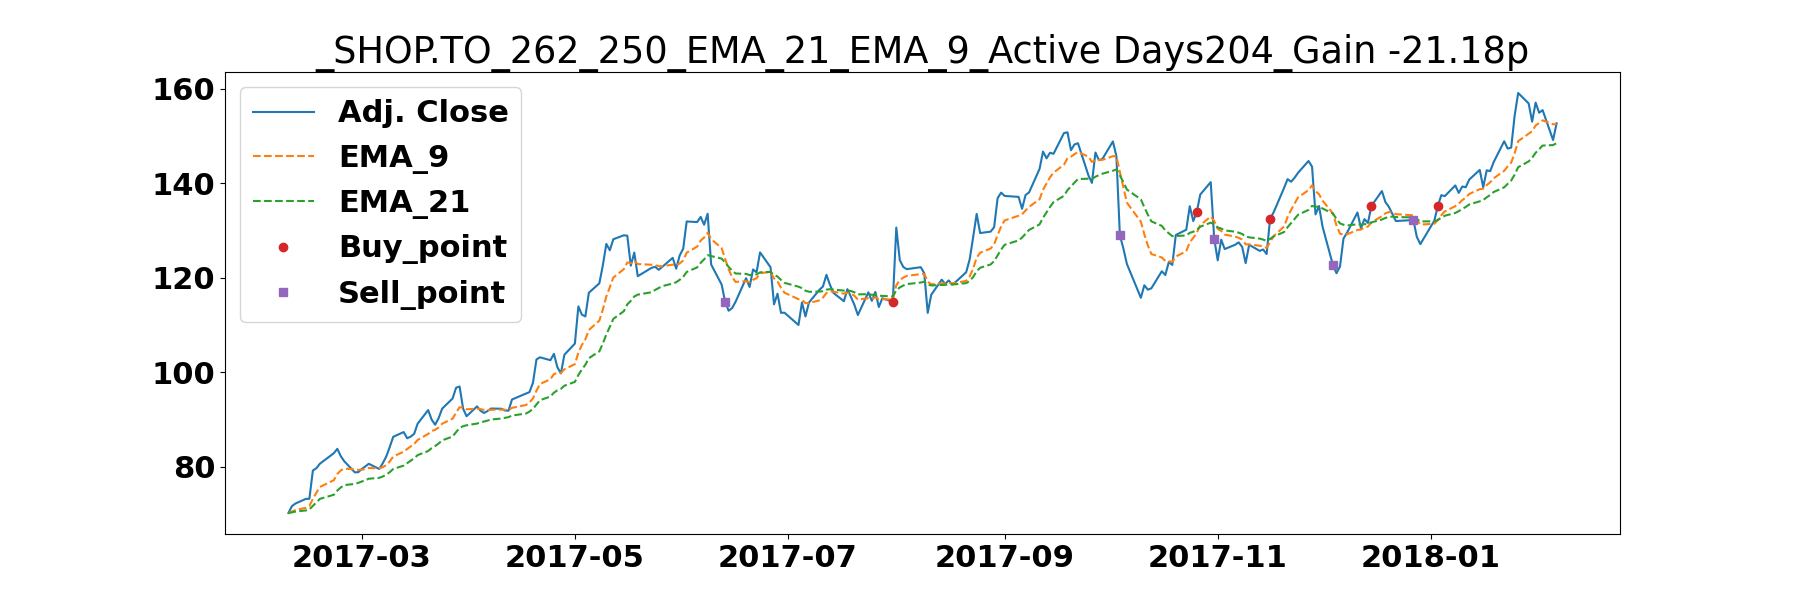 _SHOP.TO_262_250_EMA_21_EMA_9_Active Days204_Gain -21.18p
160
140
120
100
80
Adj. Close
EMA_9
EMA_21
Buy_point
Sell_point
2017-03 2017-05 2017-07 2017-09 2017-11 2018-01